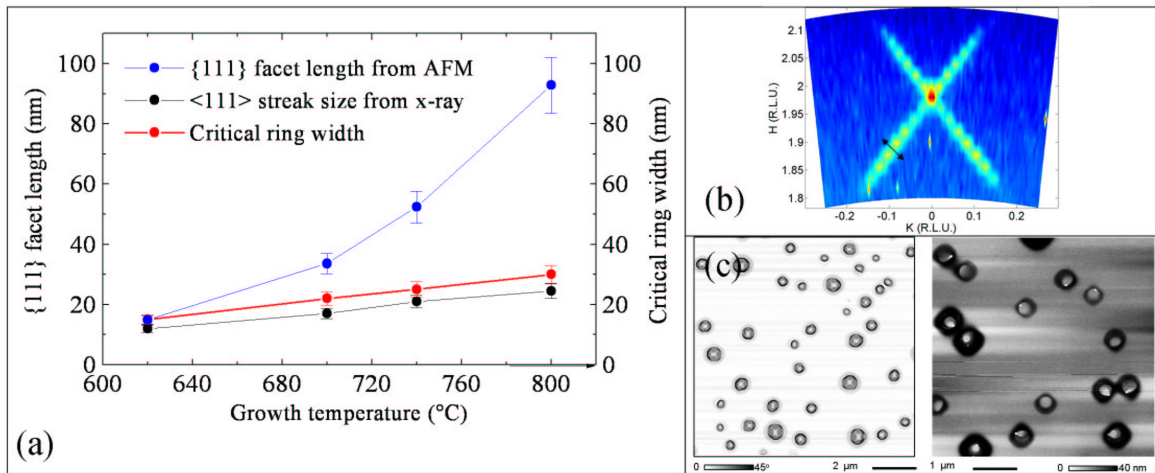 {111} facet length from AFM
<111> streak size from x-ray
Critical ring width
{111} facet length (nm)
100
80
60
40
20
0
Critical ring width (nm)
100
80
60
40
20
0
600 640 680 720 760 800
Growth temperature (°C)
(a)
H (R.L.U.)
2.1
2.05
2
1.95
1.9
1.85
1.8
-0.2 -0.1 0 0.1 0.2
K (R.L.U.)
(b)
(c)
0 45° 2 µm
1 µm 0 40 nm